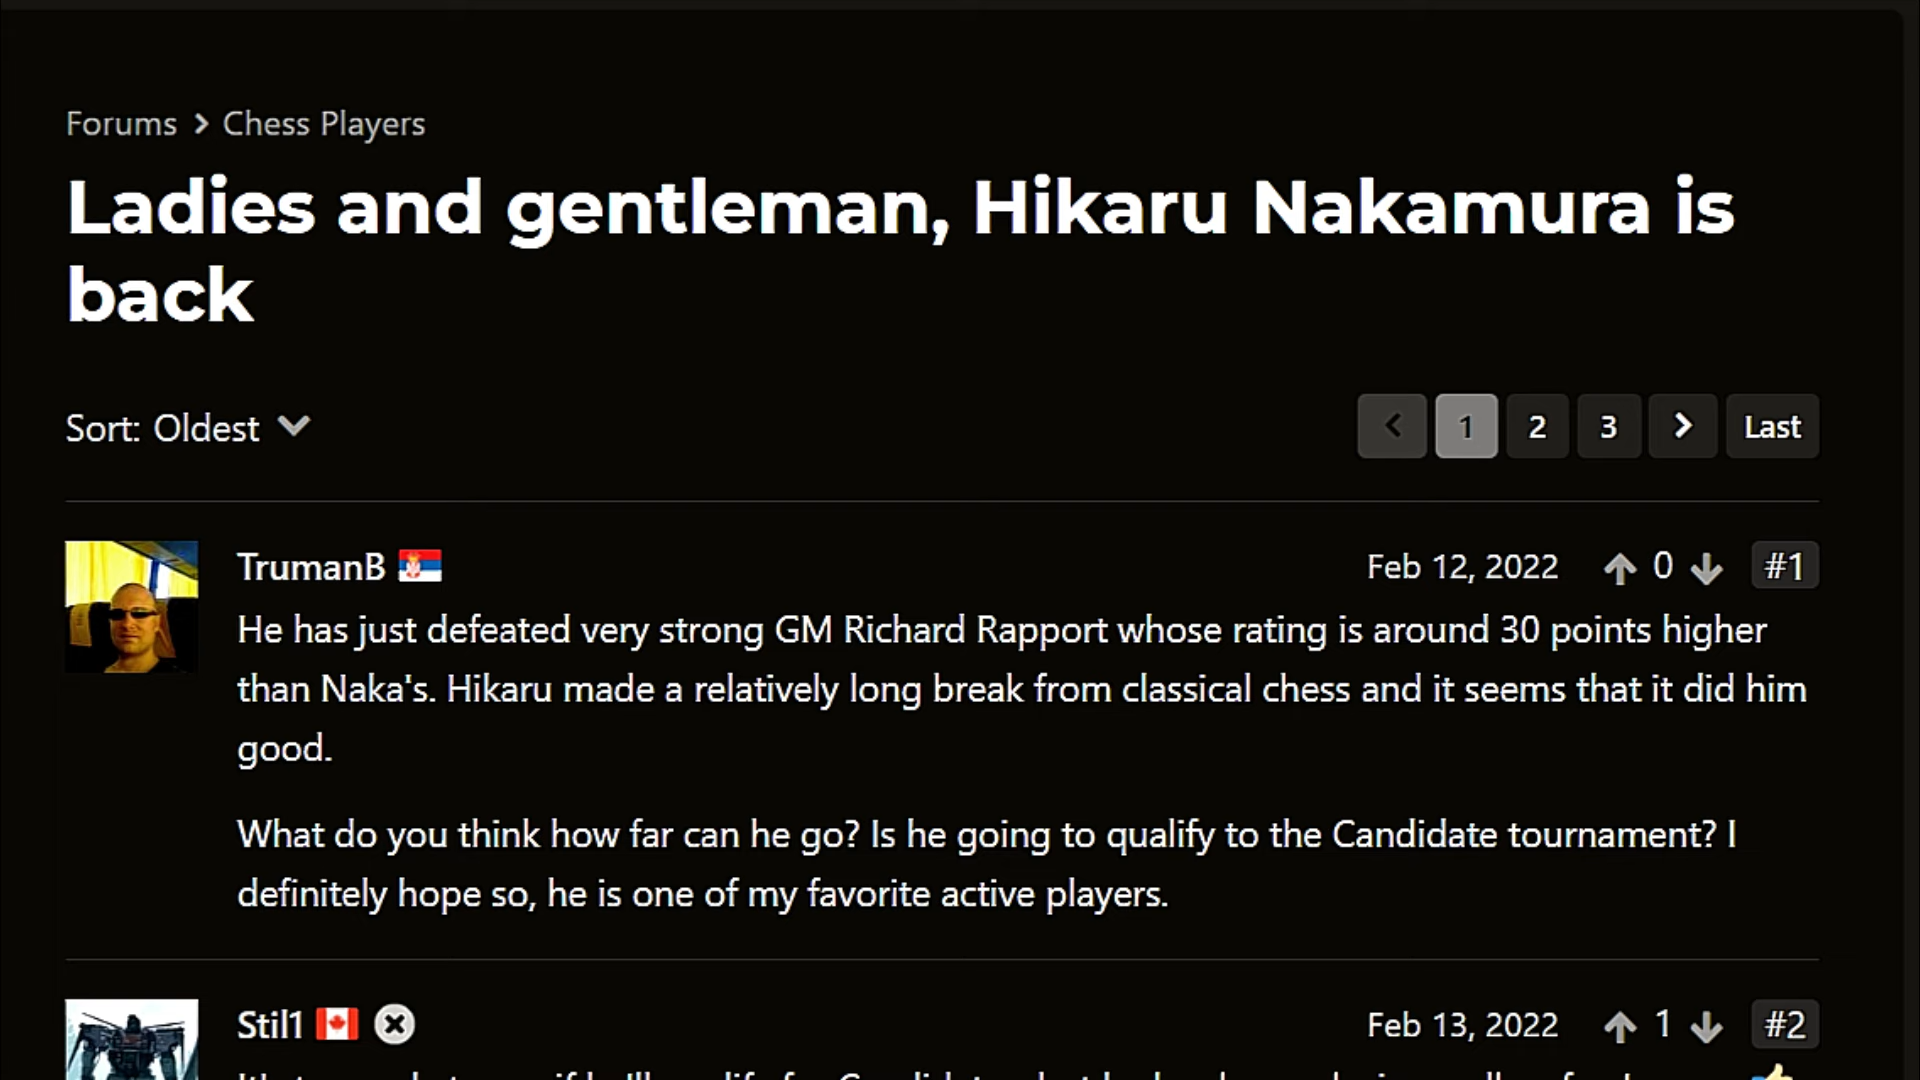 Forums > Chess Players
Ladies and gentleman, Hikaru Nakamura is
back
Sort: Oldest
1 2 3 > Last
TrumanB
Feb 12, 2022 0 #1
He has just defeated very strong GM Richard Rapport whose rating is around 30 points higher
than Naka's. Hikaru made a relatively long break from classical chess and it seems that it did him
good.
What do you think how far can he go? Is he going to qualify to the Candidate tournament? I
definitely hope so, he is one of my favorite active players.
Stil1
Feb 13, 2022 1 #2